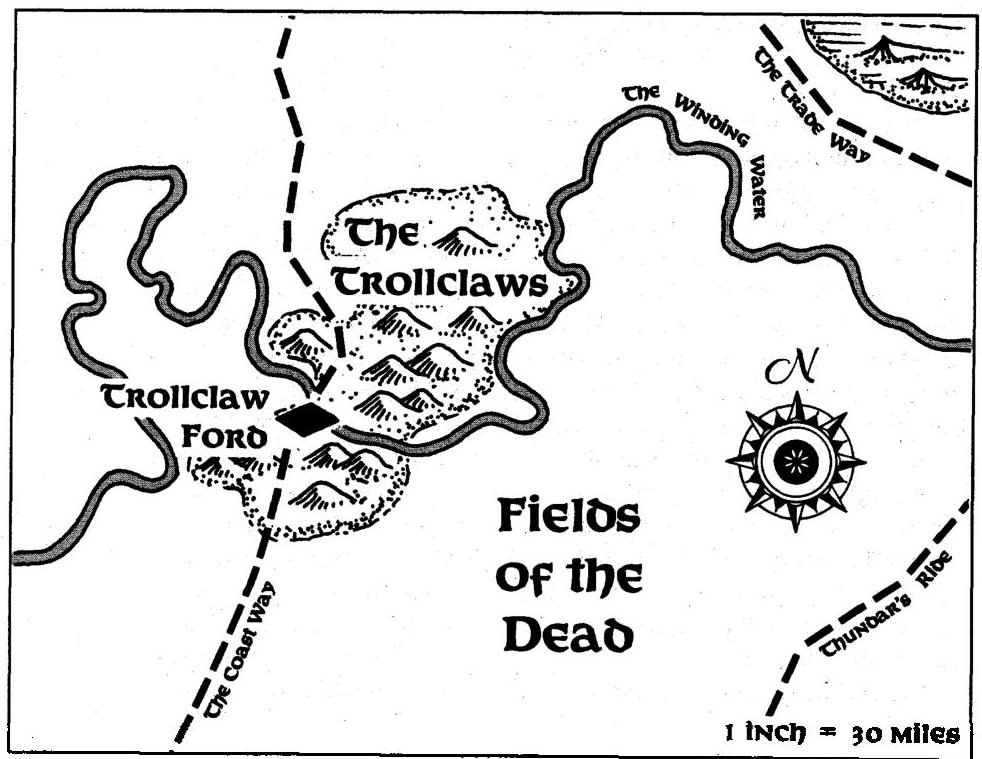 The Winding Water
The Trade Way
The
Trollclaws
N
Trollclaw
Ford
Fields
of the
Dead
The Coast Way
Thundar's Ride
1 inch = 30 Miles